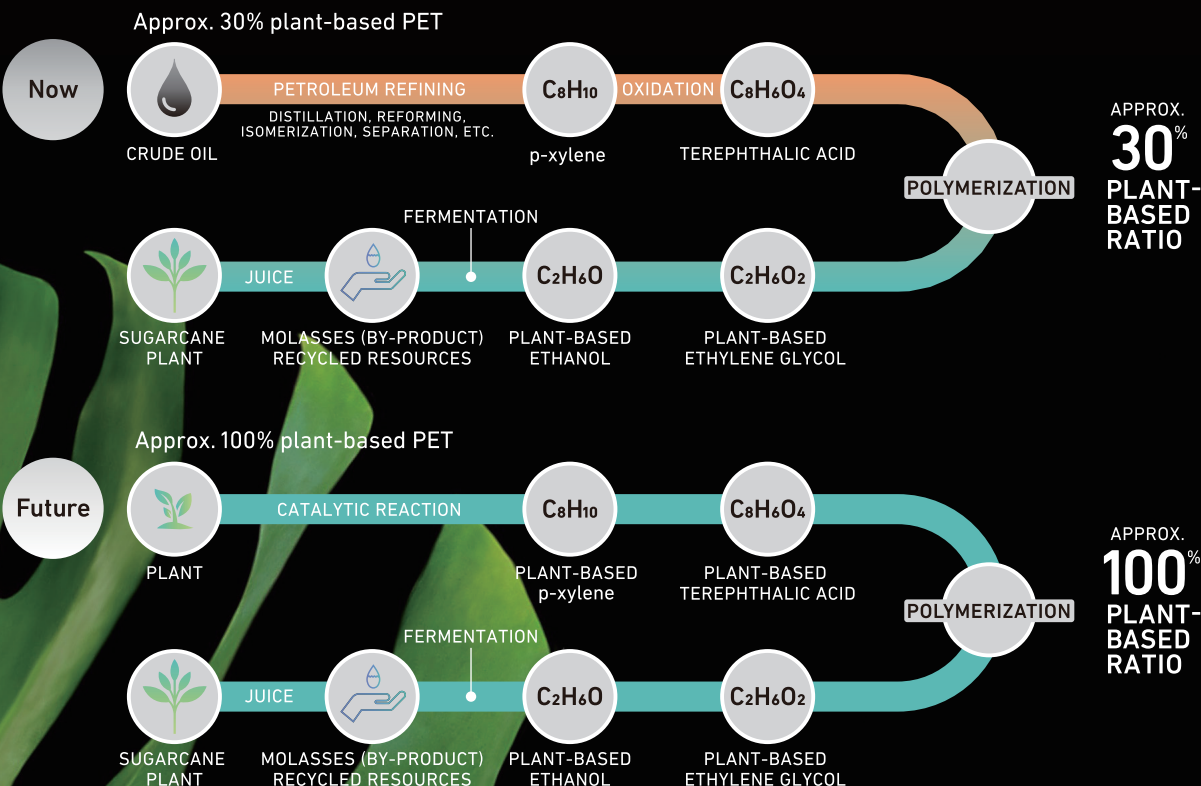 Approx. 30% plant-based PET
Now
PETROLEUM REFINING
DISTILLATION, REFORMING,
ISOMERIZATION, SEPARATION, ETC.
C₈H₁₀
OXIDATION
C₈H₆O₄
CRUDE OIL
p-xylene
TEREPHTHALIC ACID
POLYMERIZATION
APPROX.
30%
PLANT-
BASED
RATIO
FERMENTATION
JUICE
C₂H₆O
C₂H₆O₂
SUGARCANE
PLANT
MOLASSES (BY-PRODUCT)
RECYCLED RESOURCES
PLANT-BASED
ETHANOL
PLANT-BASED
ETHYLENE GLYCOL
Approx. 100% plant-based PET
Future
CATALYTIC REACTION
C₈H₁₀
C₈H₆O₄
PLANT
PLANT-BASED
p-xylene
PLANT-BASED
TEREPHTHALIC ACID
POLYMERIZATION
APPROX.
100%
PLANT-
BASED
RATIO
FERMENTATION
JUICE
C₂H₆O
C₂H₆O₂
SUGARCANE
PLANT
MOLASSES (BY-PRODUCT)
RECYCLED RESOURCES
PLANT-BASED
ETHANOL
PLANT-BASED
ETHYLENE GLYCOL